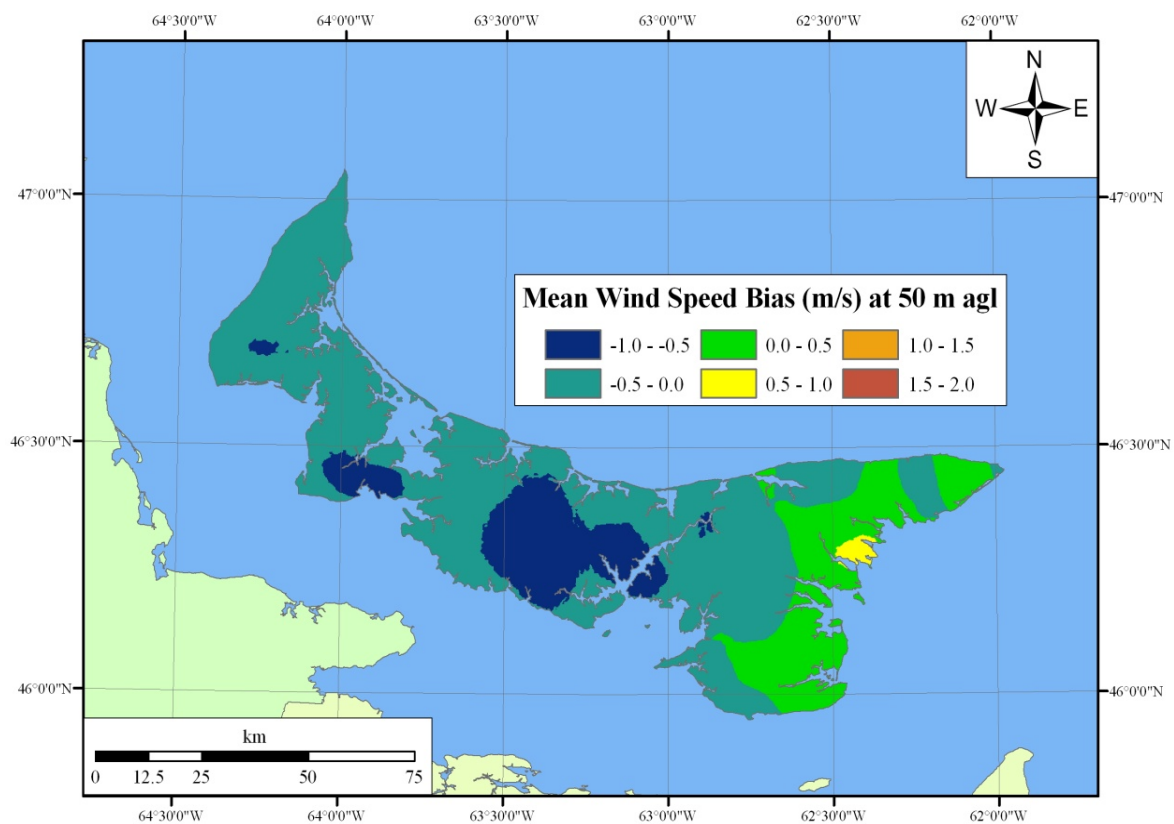 64°30'0"W 64°0'0"W 63°30'0"W 63°0'0"W 62°30'0"W 62°0'0"W
N
W E
S
47°0'0"N 47°0'0"N
Mean Wind Speed Bias (m/s) at 50 m agl
-1.0 - -0.5 0.0 - 0.5 1.0 - 1.5
-0.5 - 0.0 0.5 - 1.0 1.5 - 2.0
46°30'0"N 46°30'0"N
46°0'0"N 46°0'0"N
km
0 12.5 25 50 75
64°30'0"W 64°0'0"W 63°30'0"W 63°0'0"W 62°30'0"W 62°0'0"W